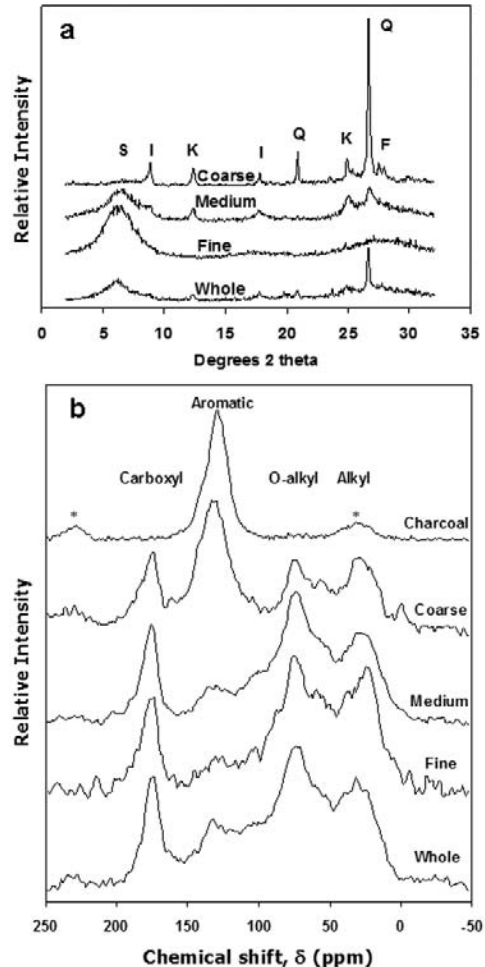 a
Q
Relative Intensity
S I K I Q K F
Coarse
Medium
Fine
Whole
0 5 10 15 20 25 30 35
Degrees 2 theta
b
Aromatic
Carboxyl O-alkyl Alkyl
* *
Charcoal
Coarse
Relative Intensity
Medium
Fine
Whole
250 200 150 100 50 0 -50
Chemical shift, δ (ppm)